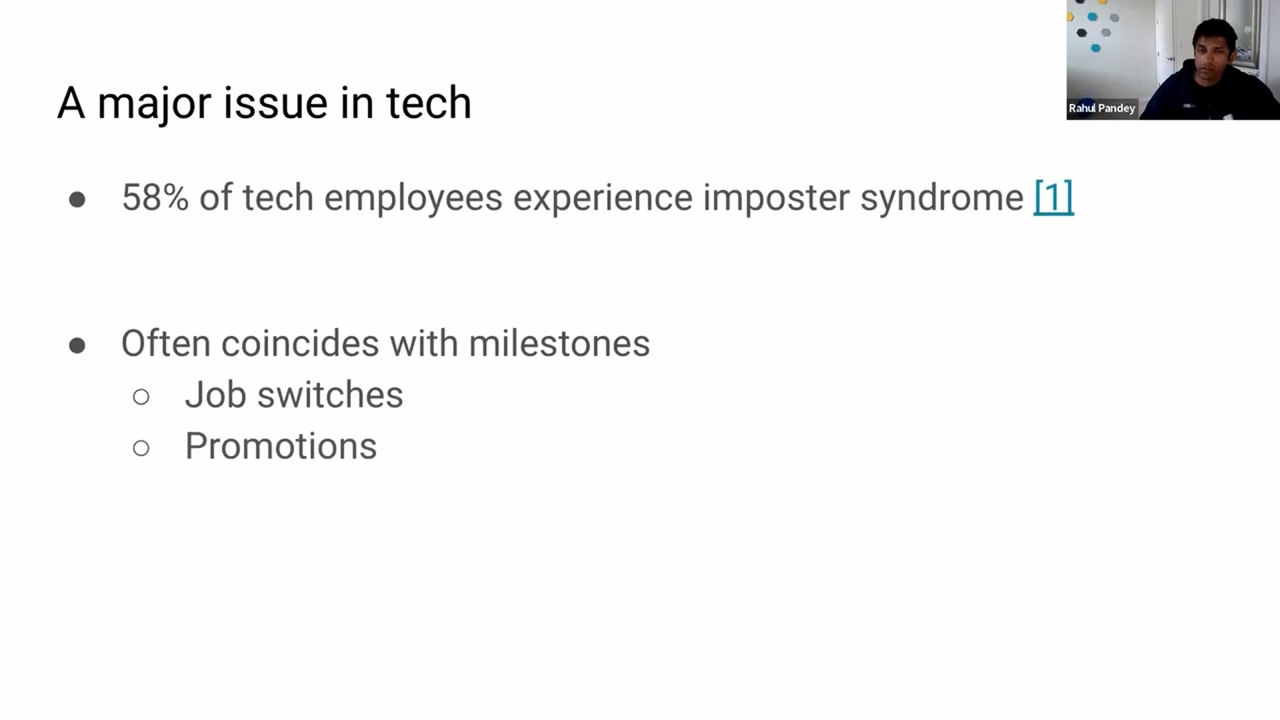 A major issue in tech
Rahul Pandey
● 58% of tech employees experience imposter syndrome [1]
● Often coincides with milestones
○ Job switches
○ Promotions